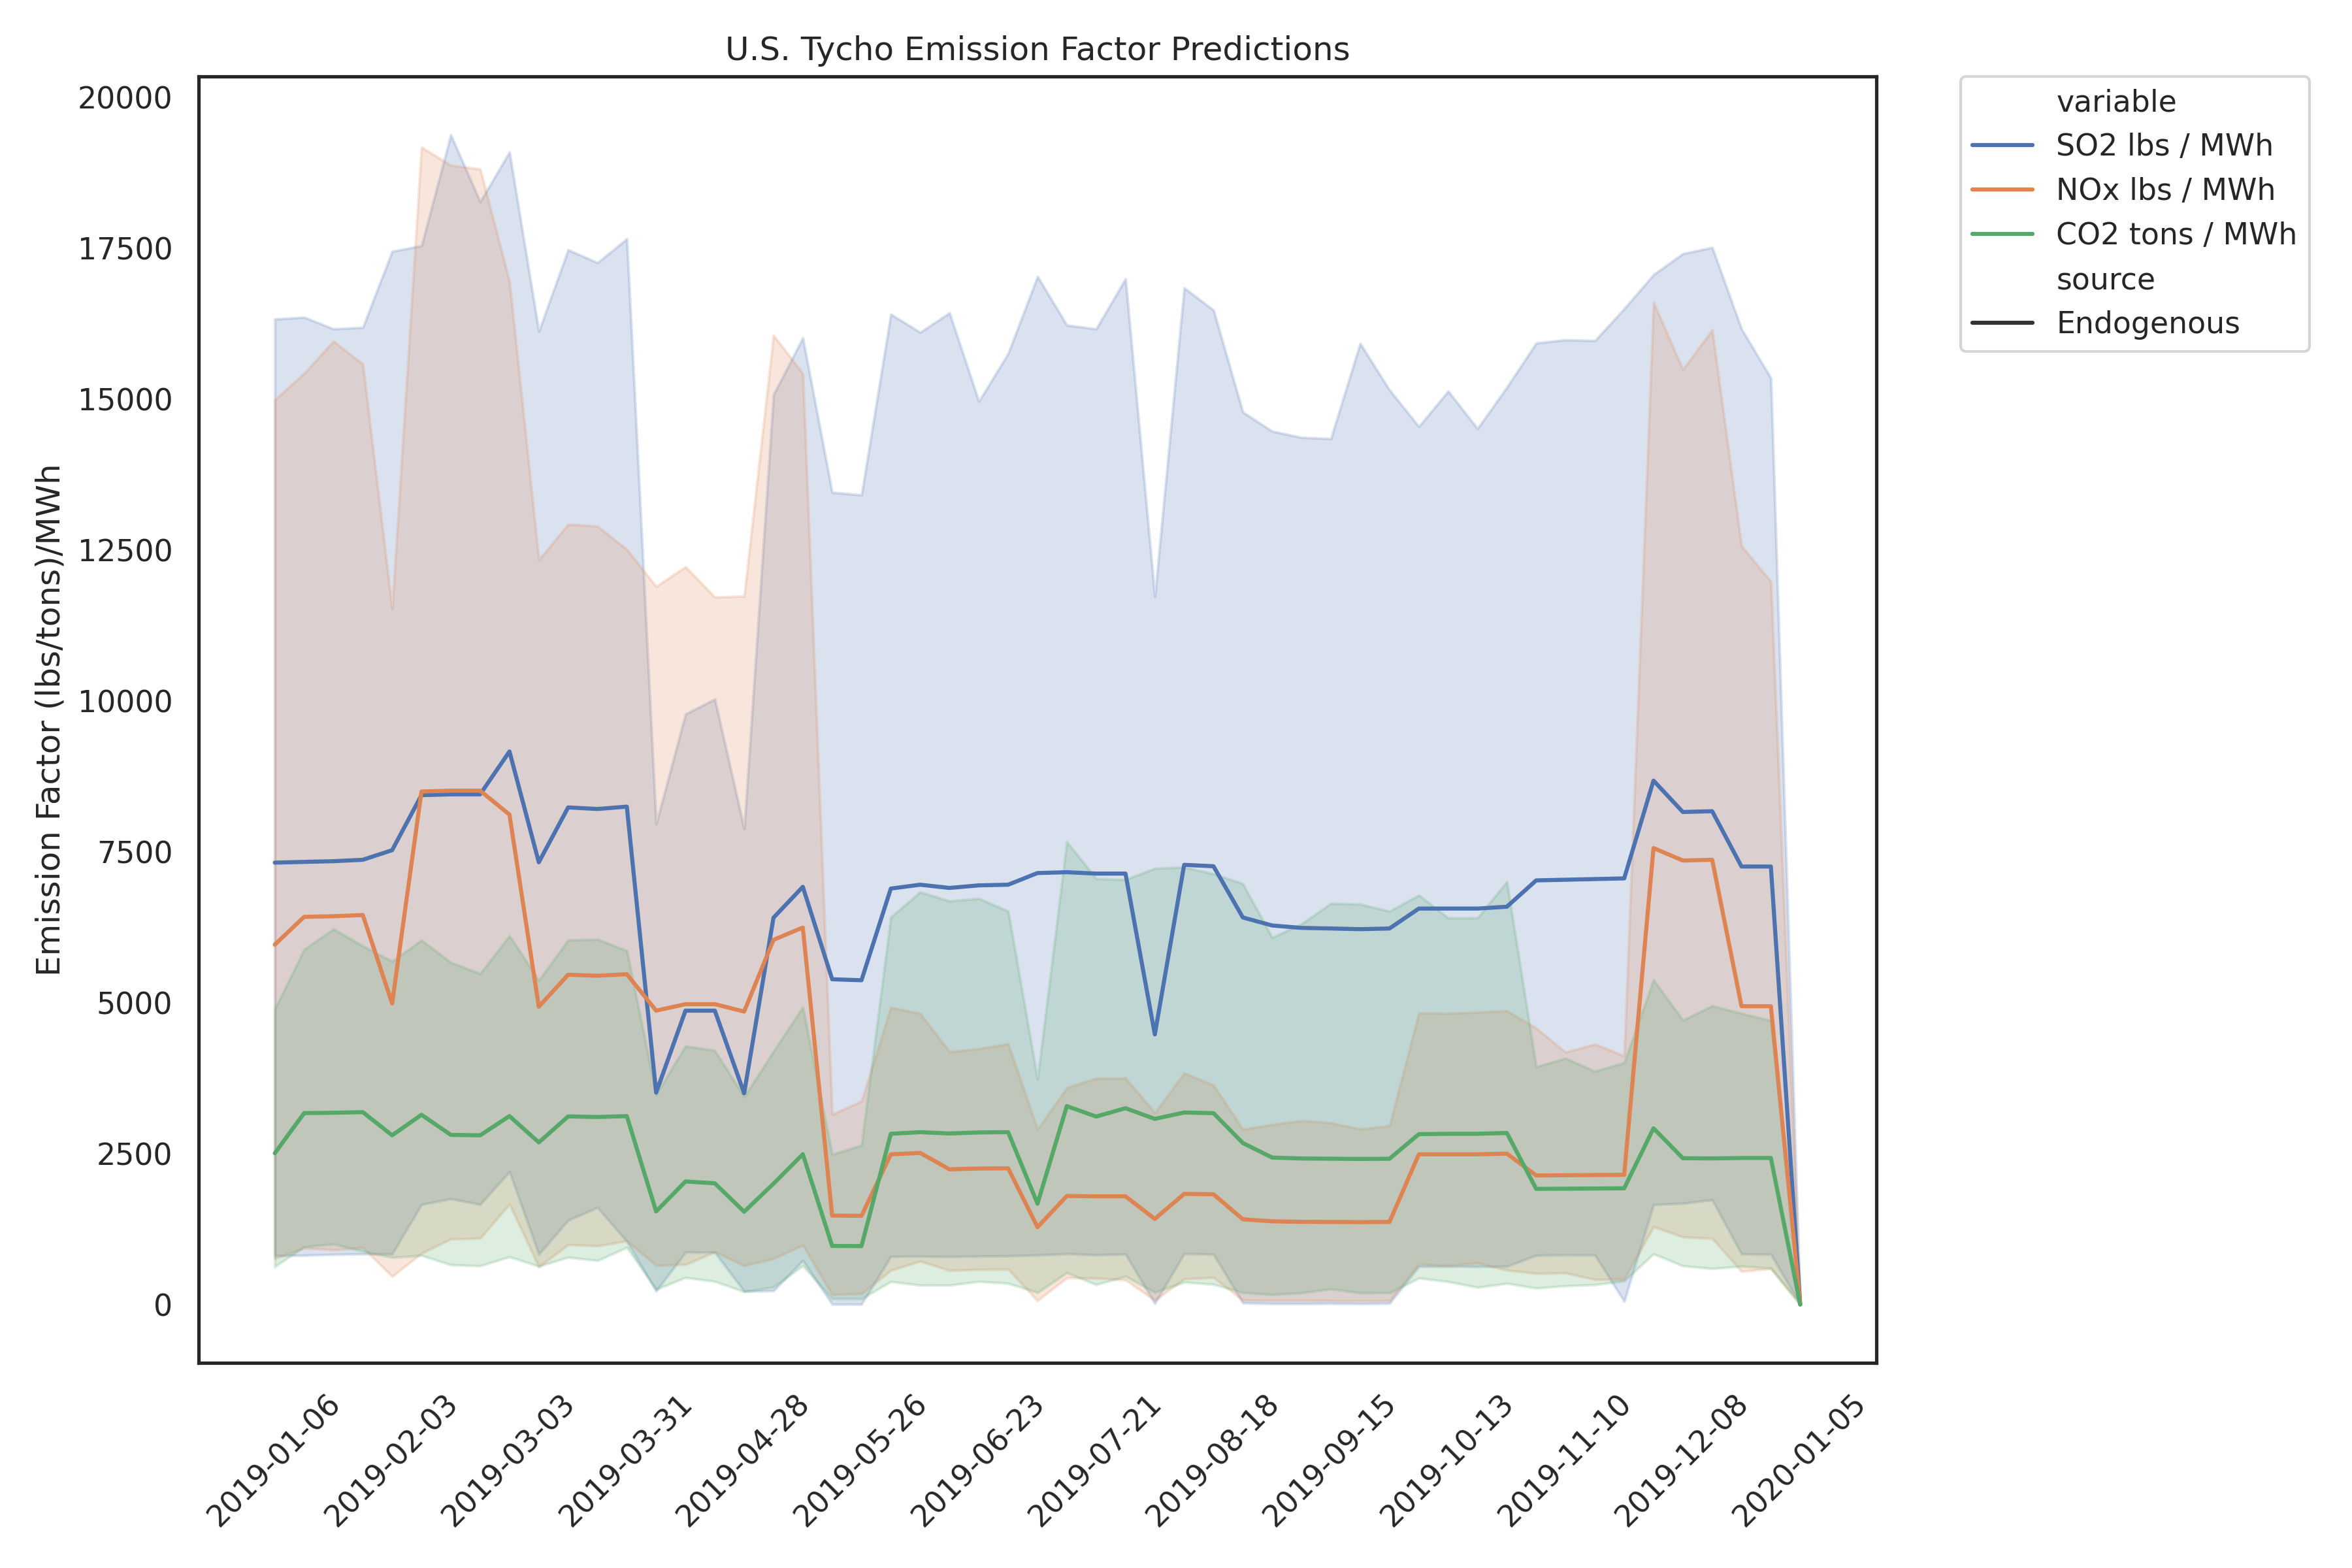 U.S. Tycho Emission Factor Predictions
Emission Factor (lbs/tons)/MWh
20000
17500
15000
12500
10000
7500
5000
2500
0
2019-01-06
2019-02-03
2019-03-03
2019-03-31
2019-04-28
2019-05-26
2019-06-23
2019-07-21
2019-08-18
2019-09-15
2019-10-13
2019-11-10
2019-12-08
2020-01-05
variable
SO2 lbs / MWh
NOx lbs / MWh
CO2 tons / MWh
source
Endogenous